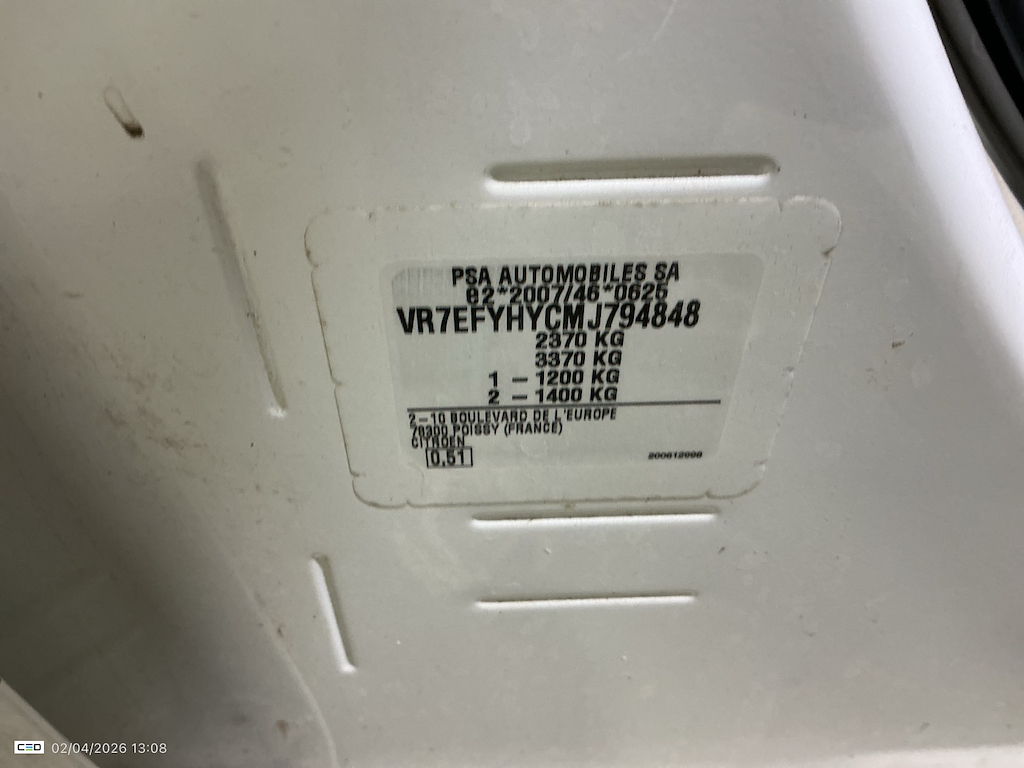 PSA AUTOMOBILES SA
e2*2007/46*0625
VR7EFYHYCMJ794848
2370 KG
3370 KG
1 – 1200 KG
2 – 1400 KG
2–10 BOULEVARD DE L'EUROPE
78300 POISSY (FRANCE)
CITROEN
0.51
CEO 02/04/2026 13:08